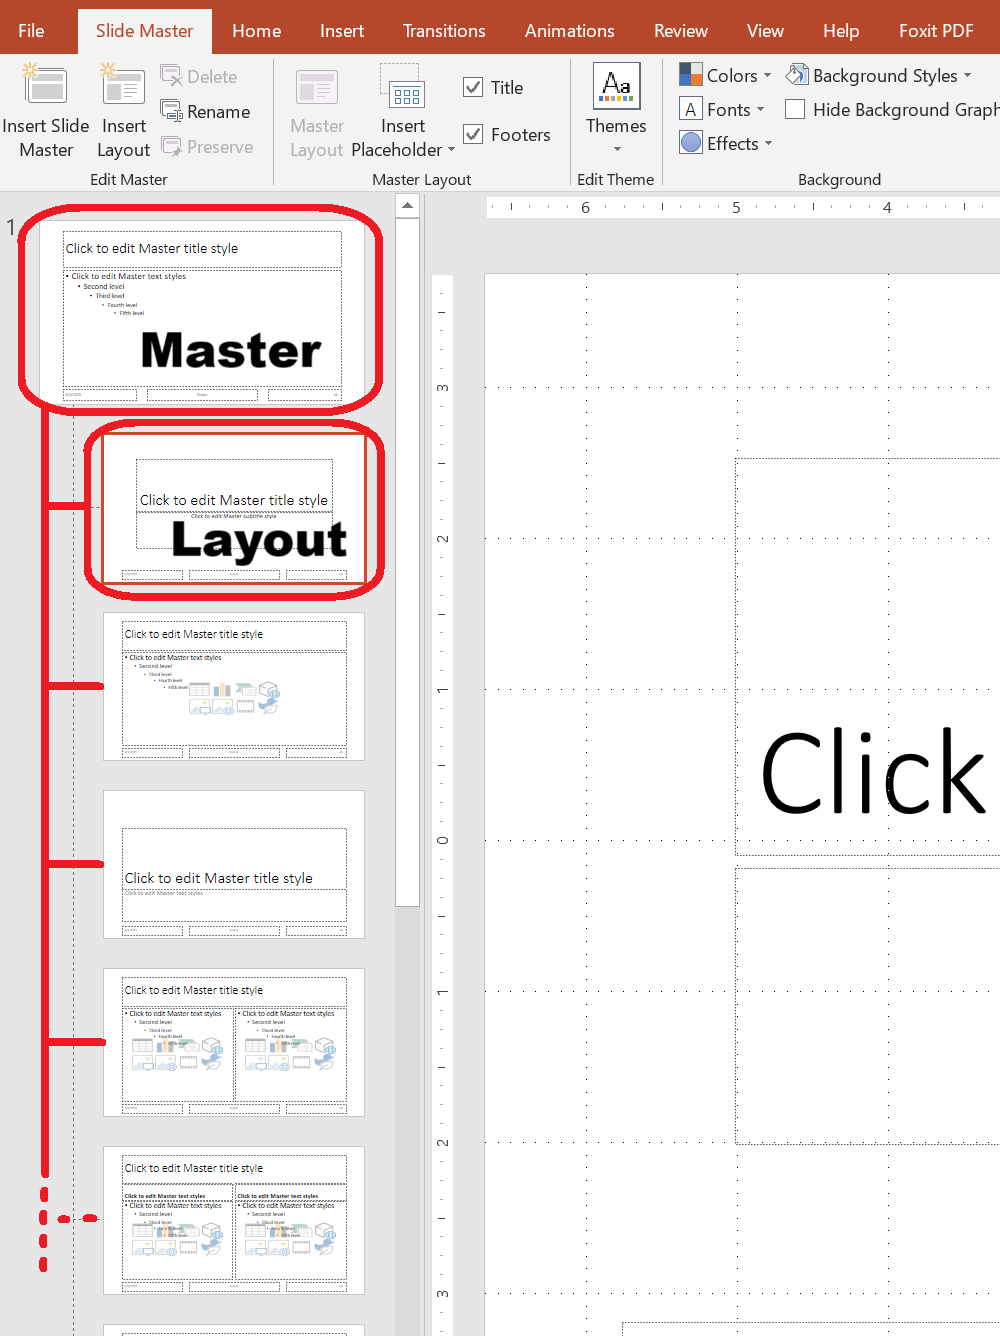 File Slide Master Home Insert Transitions Animations Review View Help Foxit PDF
Insert Slide Master
Insert Layout
Delete
Rename
Preserve
Edit Master
Master Layout
Insert Placeholder
Title
Footers
Master Layout
Aa
Themes
Edit Theme
Colors
A Fonts
Effects
Background Styles
Hide Background Graph
Background
6 5 4
1
Click to edit Master title style
• Click to edit Master text styles
• Second level
• Third level
• Fourth level
• Fifth level
Master
Click to edit Master title style
Click to edit Master subtitle style
Layout
Click to edit Master title style
• Click to edit Master text styles
• Second level
• Third level
• Fourth level
• Fifth level
Click to edit Master title style
Click to edit Master text styles
Click to edit Master title style
• Click to edit Master text styles
• Second level
• Third level
• Fourth level
• Fifth level
• Click to edit Master text styles
• Second level
• Third level
• Fourth level
• Fifth level
Click to edit Master title style
Click to edit Master text styles
• Click to edit Master text styles
• Second level
• Third level
• Fourth level
• Fifth level
Click to edit Master text styles
• Click to edit Master text styles
• Second level
• Third level
• Fourth level
• Fifth level
3
2
1
0
1
2
3
Click